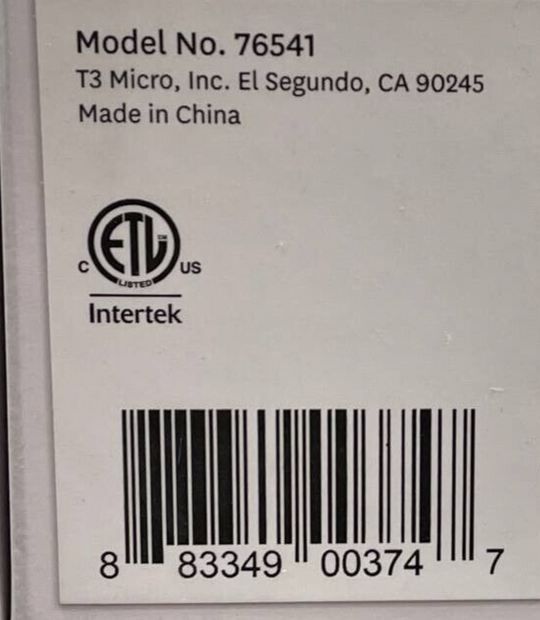 Model No. 76541
T3 Micro, Inc. El Segundo, CA 90245
Made in China
ETL
C US
LISTED
Intertek
8 83349 00374 7